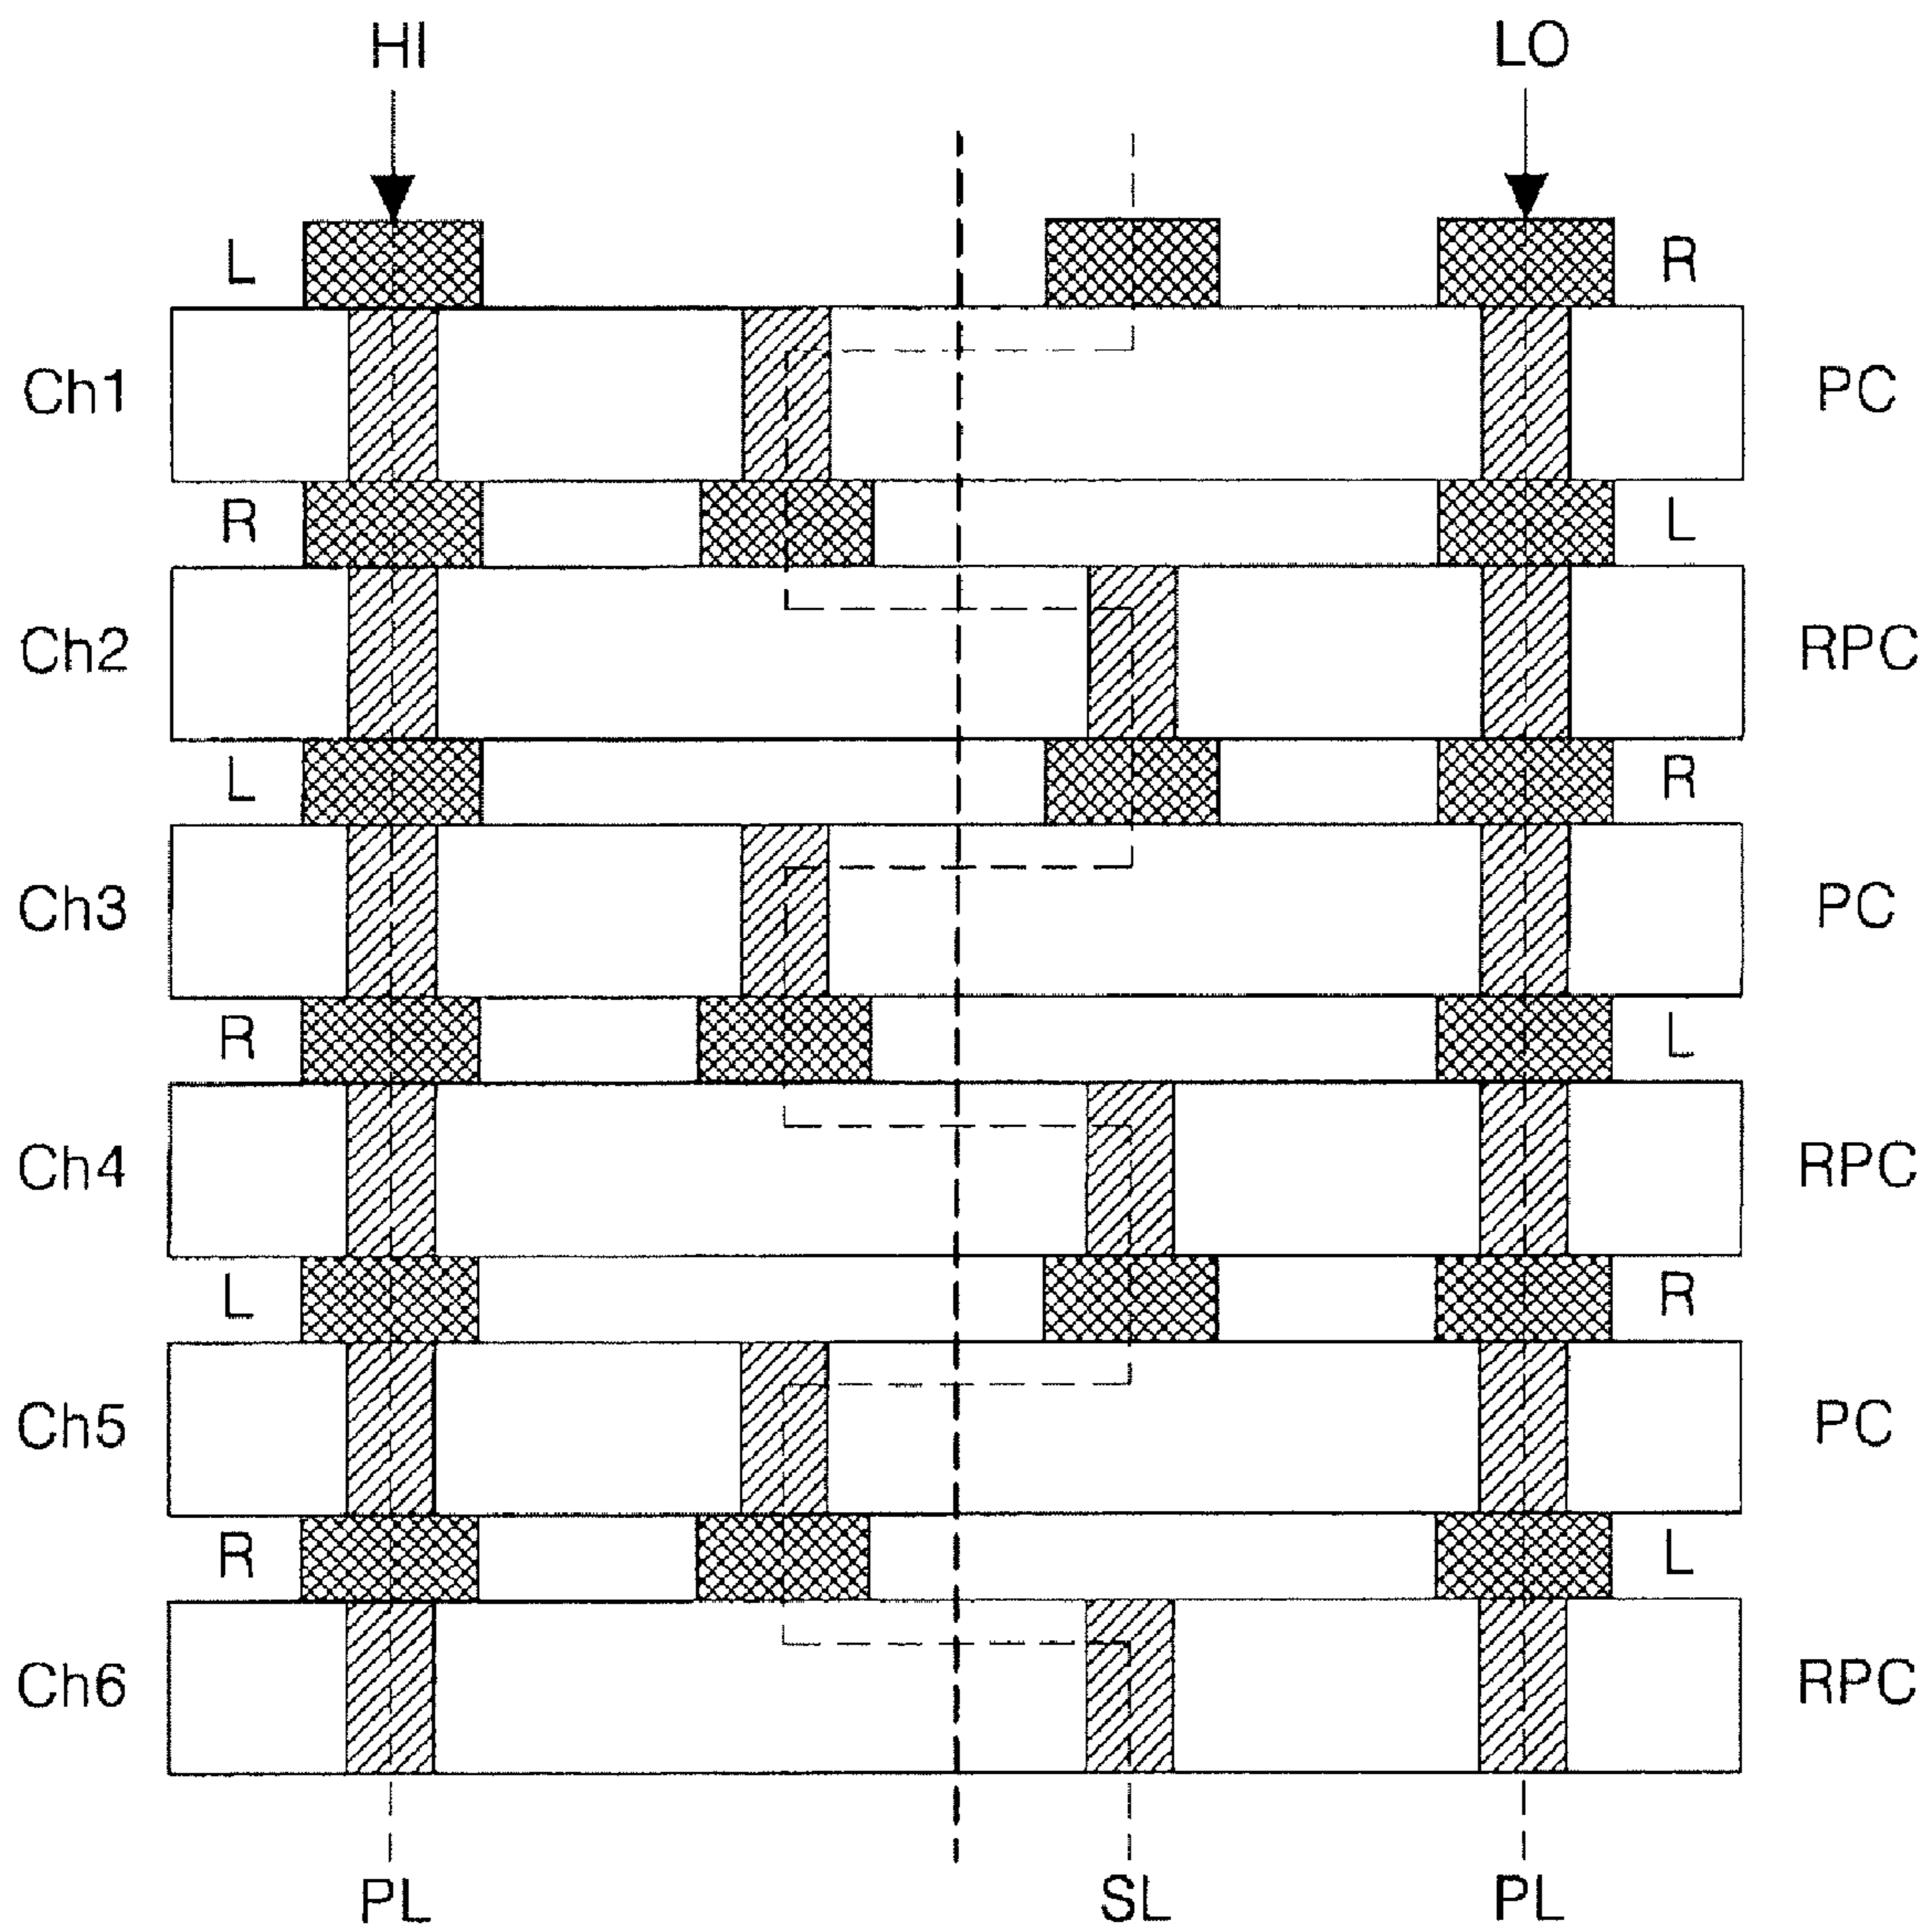 HI LO
L R
Ch1 PC
R L
Ch2 RPC
L R
Ch3 PC
R L
Ch4 RPC
L R
Ch5 PC
R L
Ch6 RPC
PL SL PL